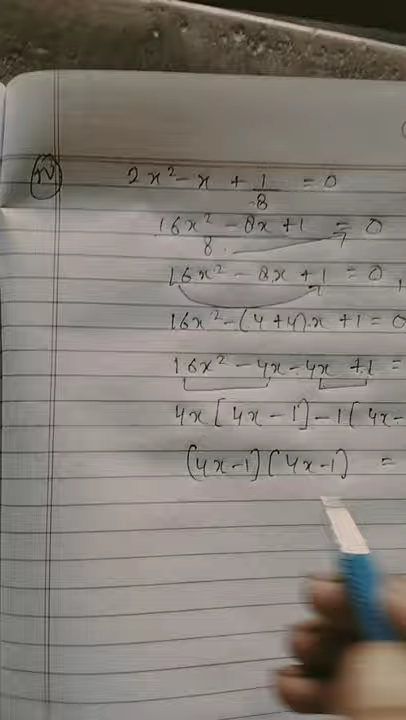 iv) 2x² - x + 1/8 = 0
16x² - 8x + 1 / 8 = 0
16x² - 8x + 1 = 0,
16x² - (4 + 4)x + 1 = 0
16x² - 4x - 4x + 1 =
4x[4x - 1] - 1(4x -
(4x - 1)(4x - 1) =